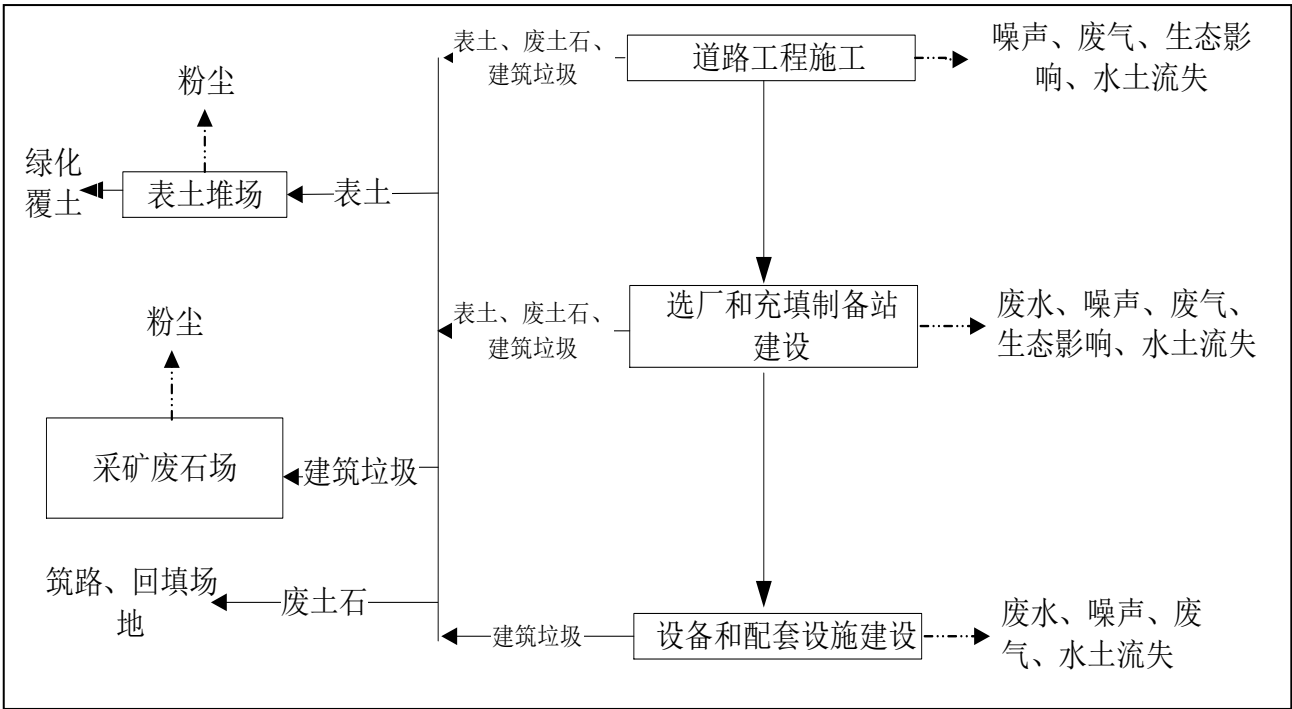 表土、废土石、
建筑垃圾
道路工程施工
噪声、废气、生态影
响、水土流失
粉尘
绿化
覆土
表土堆场
表土
表土、废土石、
建筑垃圾
选厂和充填制备站
建设
废水、噪声、废气、
生态影响、水土流失
粉尘
采矿废石场
建筑垃圾
筑路、回填场
地
废土石
建筑垃圾
设备和配套设施建设
废水、噪声、废
气、水土流失